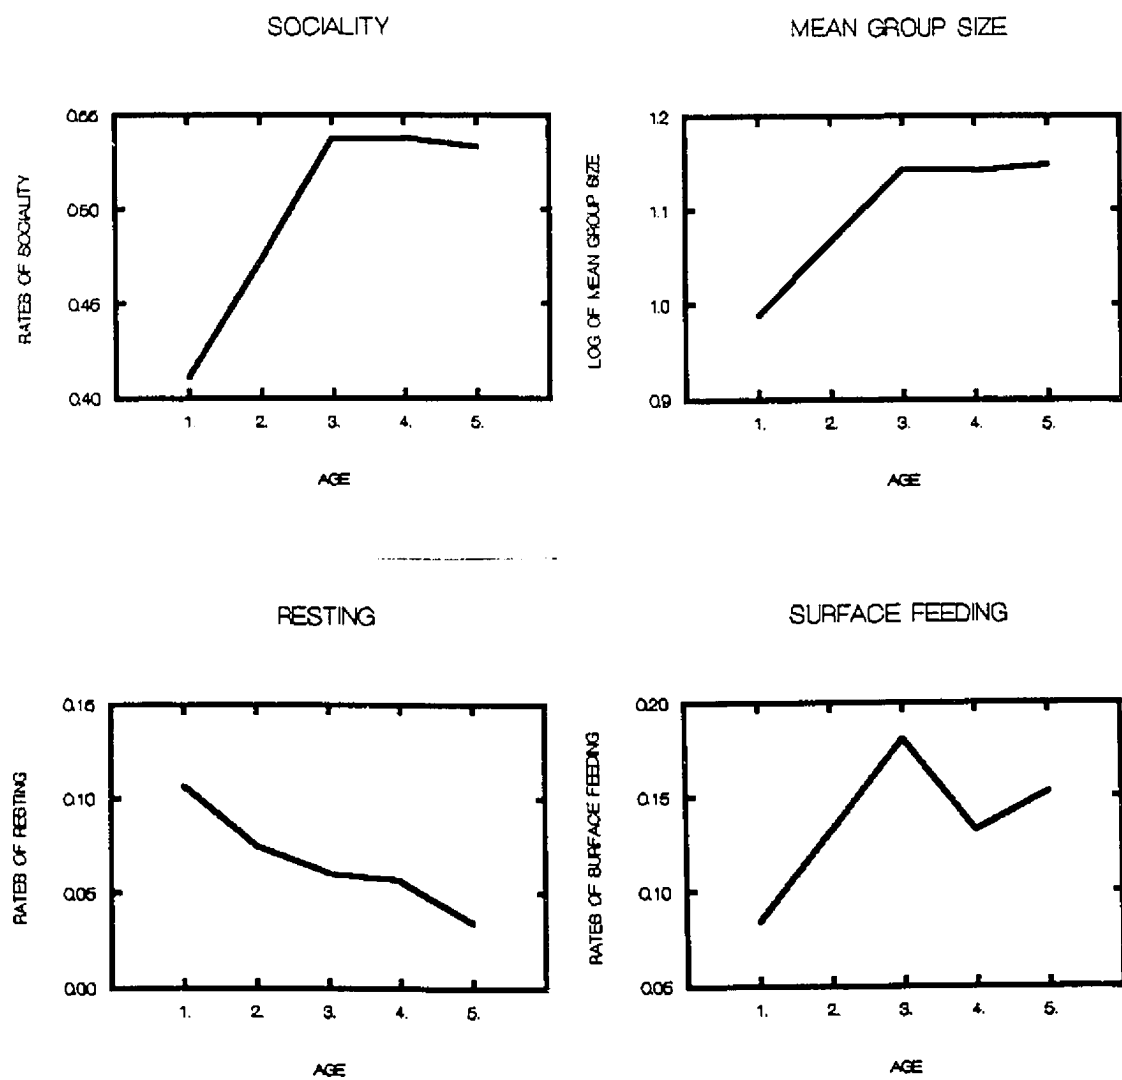 SOCIALITY
0.55
0.50
0.45
0.40
RATES OF SOCIALITY
1. 2. 3. 4. 5.
AGE
MEAN GROUP SIZE
1.2
1.1
1.0
0.9
LOG OF MEAN GROUP SIZE
1. 2. 3. 4. 5.
AGE
RESTING
0.15
0.10
0.05
0.00
RATES OF RESTING
1. 2. 3. 4. 5.
AGE
SURFACE FEEDING
0.20
0.15
0.10
0.05
RATES OF SURFACE FEEDING
1. 2. 3. 4. 5.
AGE